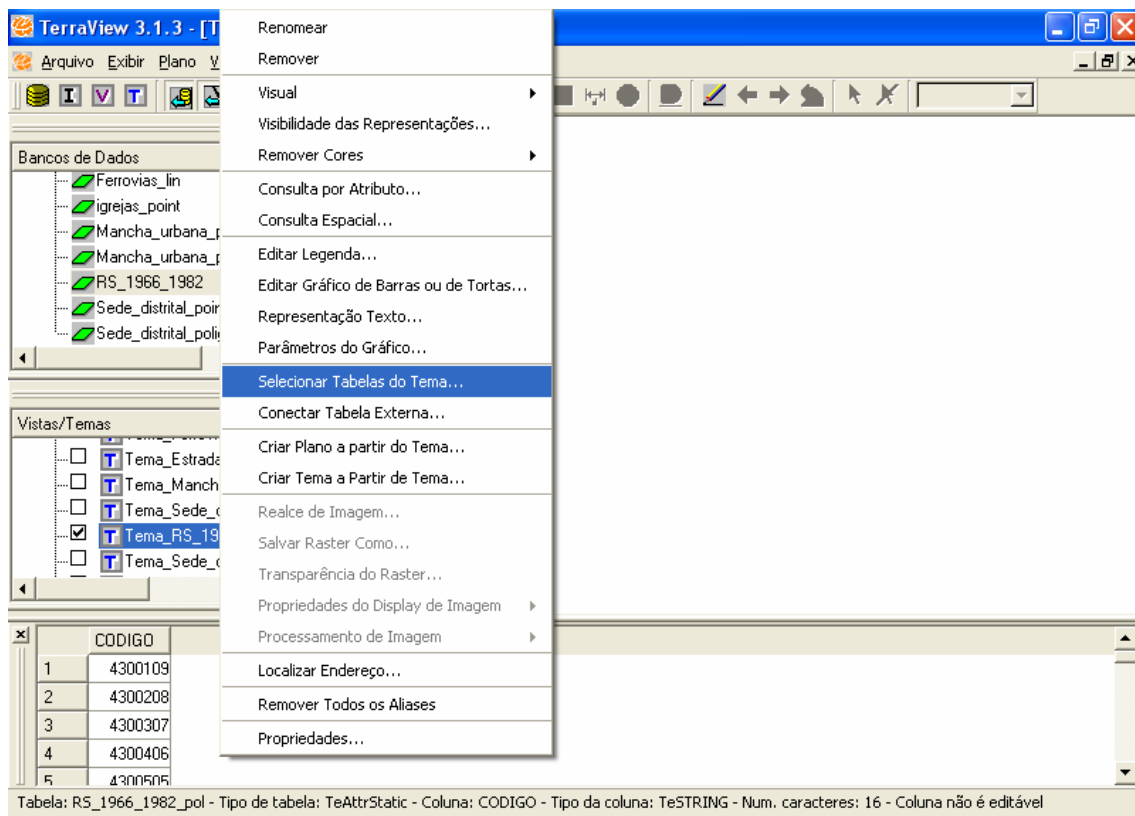 TerraView 3.1.3 - [T
Arquivo Exibir Plano V
Bancos de Dados
Ferrovias_lin
igrejas_point
Mancha_urbana_p
Mancha_urbana_p
RS_1966_1982
Sede_distrital_poin
Sede_distrital_poli
Vistas/Temas
Tema_Estrada
Tema_Manch
Tema_Sede_d
Tema_RS_19
Tema_Sede_d
Renomear
Remover
Visual
Visibilidade das Representações...
Remover Cores
Consulta por Atributo...
Consulta Espacial...
Editar Legenda...
Editar Gráfico de Barras ou de Tortas...
Representação Texto...
Parâmetros do Gráfico...
Selecionar Tabelas do Tema...
Conectar Tabela Externa...
Criar Plano a partir do Tema...
Criar Tema a Partir de Tema...
Realce de Imagem...
Salvar Raster Como...
Transparência do Raster...
Propriedades do Display de Imagem
Processamento de Imagem
Localizar Endereço...
Remover Todos os Aliases
Propriedades...
CODIGO
1 4300109
2 4300208
3 4300307
4 4300406
5 4300505
Tabela: RS_1966_1982_pol - Tipo de tabela: TeAttrStatic - Coluna: CODIGO - Tipo da coluna: TeSTRING - Num. caracteres: 16 - Coluna não é editável